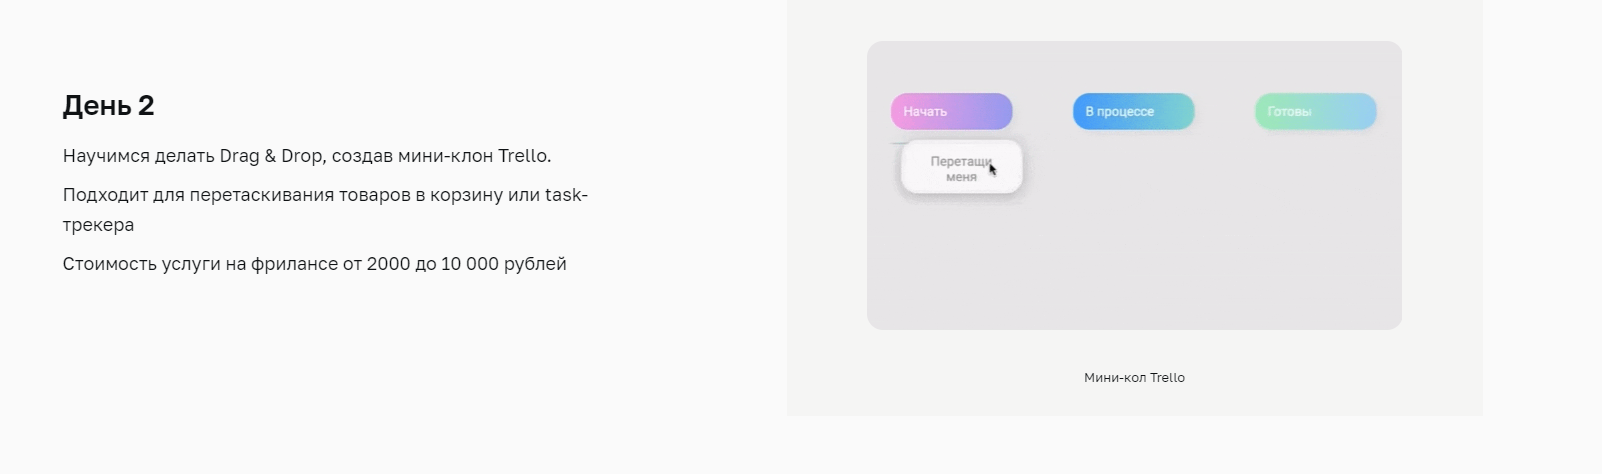 День 2
Научимся делать Drag & Drop, создав мини-клон Trello.
Подходит для перетаскивания товаров в корзину или task-
трекера
Стоимость услуги на фрилансе от 2000 до 10 000 рублей
Начать
В процессе
Готовы
Перетащи
меня
Мини-кол Trello